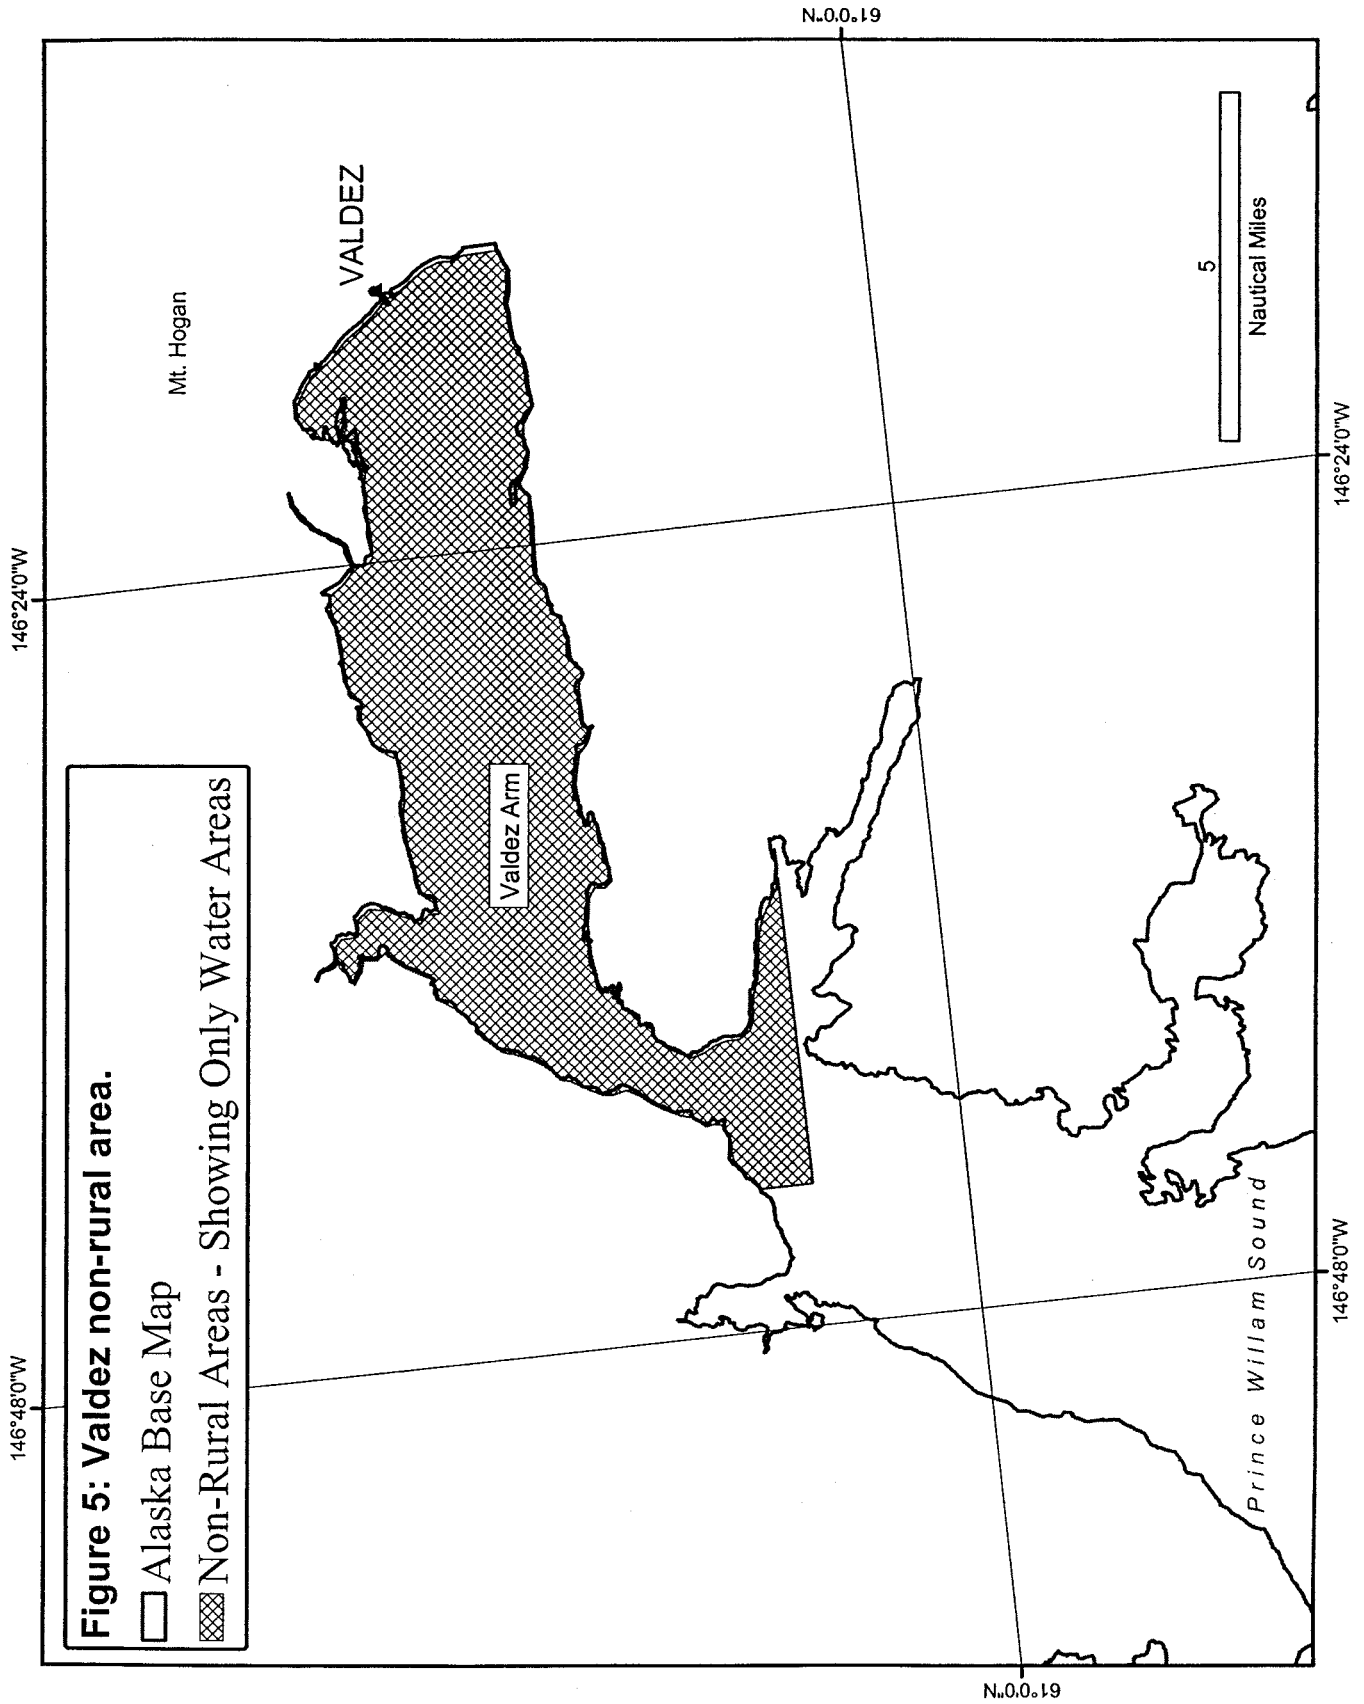 Figure 5: Valdez non-rural area.
Alaska Base Map
Non-Rural Areas - Showing Only Water Areas
146°48'0"W
146°24'0"W
Mt. Hogan
VALDEZ
Valdez Arm
61°0'0"N
61°0'0"N
5
Nautical Miles
Prince Willam Sound
146°48'0"W
146°24'0"W